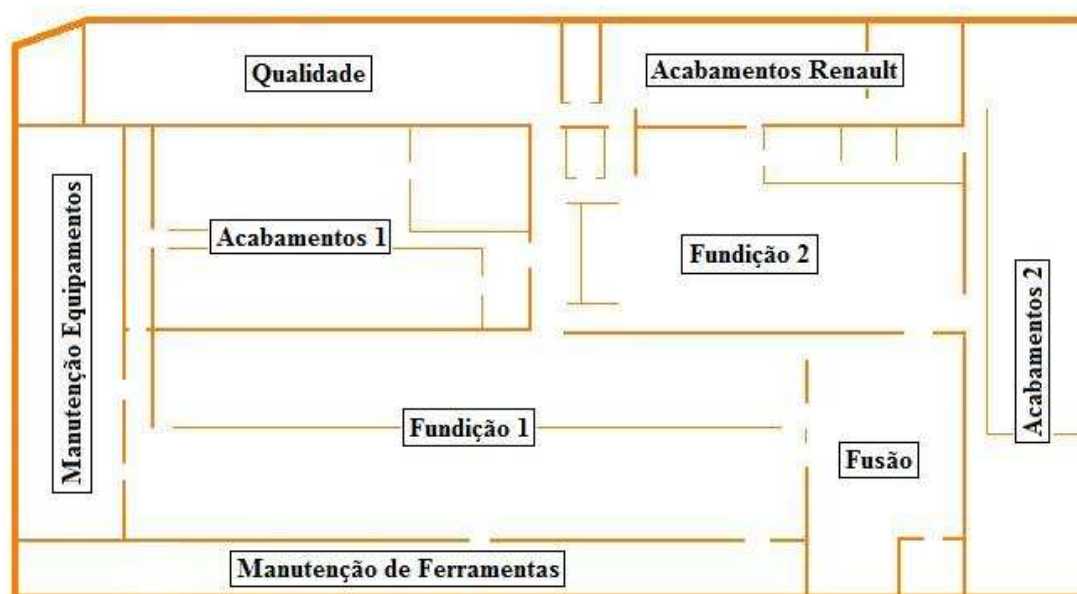 Qualidade
Acabamentos Renault
Manutenção Equipamentos
Acabamentos 1
Fundição 2
Acabamentos 2
Fundição 1
Fusão
Manutenção de Ferramentas